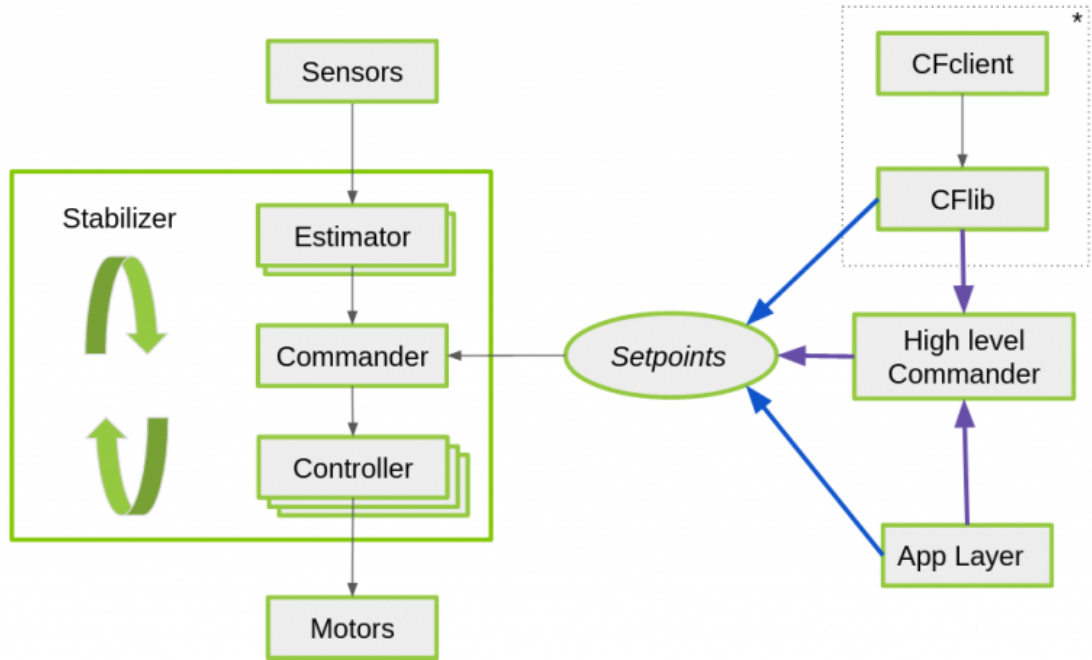 *
Sensors
CFclient
Stabilizer
Estimator
CFlib
Commander
Setpoints
High level
Commander
Controller
App Layer
Motors